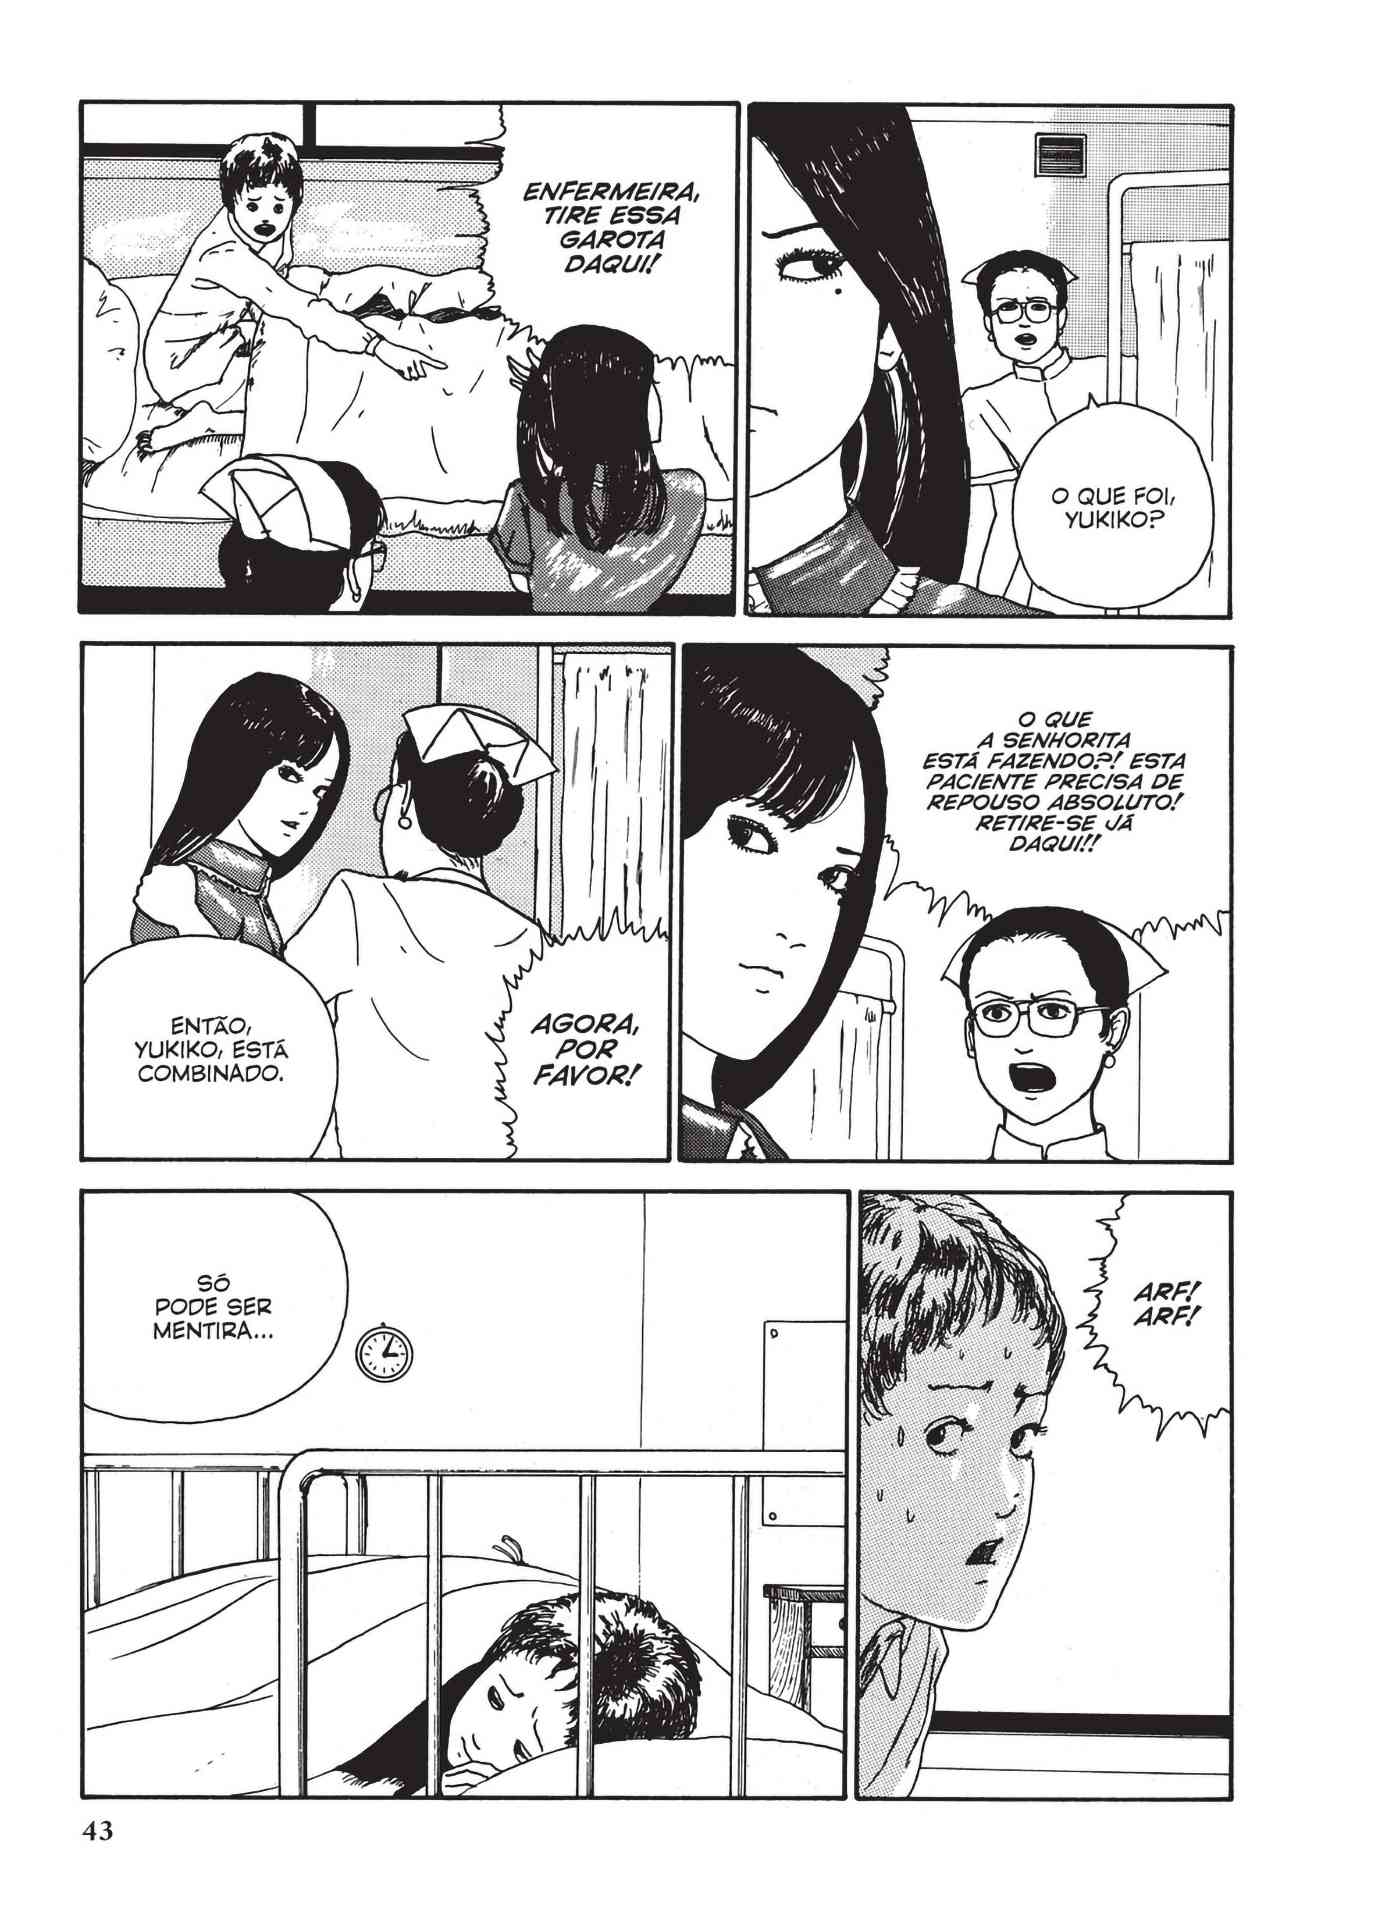 O QUE FOI,
YUKIKO?
ENFERMEIRA,
TIRE ESSA
GAROTA
DAQUI!
O QUE
A SENHORITA
ESTÁ FAZENDO?! ESTA
PACIENTE PRECISA DE
REPOUSO ABSOLUTO!
RETIRE-SE JÁ
DAQUI!!
AGORA,
POR
FAVOR!
ENTÃO,
YUKIKO, ESTÁ
COMBINADO.
ARF!
ARF!
SÓ
PODE SER
MENTIRA...
43